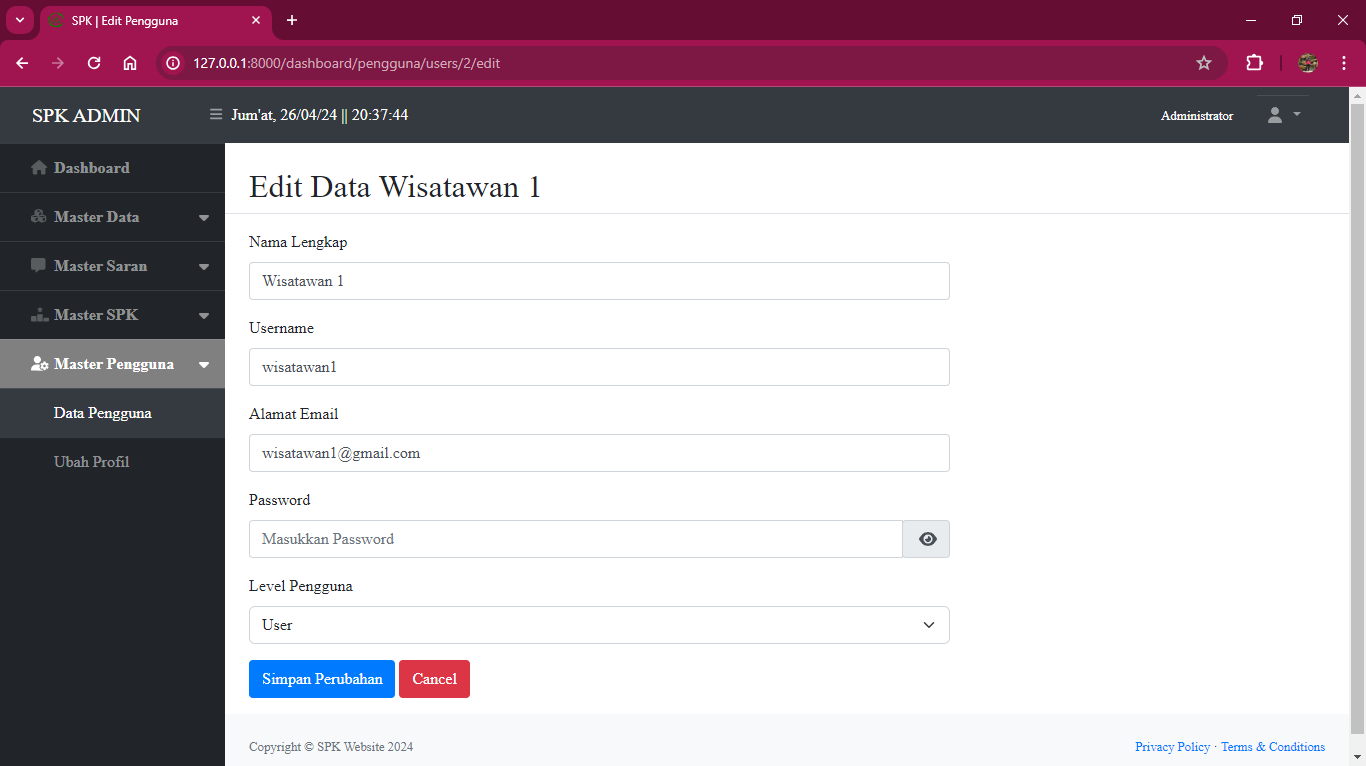 SPK | Edit Pengguna
127.0.0.1:8000/dashboard/pengguna/users/2/edit
SPK ADMIN
Jum'at, 26/04/24 || 20:37:44
Administrator
Dashboard
Master Data
Master Saran
Master SPK
Master Pengguna
Data Pengguna
Ubah Profil
Edit Data Wisatawan 1
Nama Lengkap
Wisatawan 1
Username
wisatawan1
Alamat Email
wisatawan1@gmail.com
Password
Masukkan Password
Level Pengguna
User
Simpan Perubahan Cancel
Copyright © SPK Website 2024
Privacy Policy · Terms & Conditions